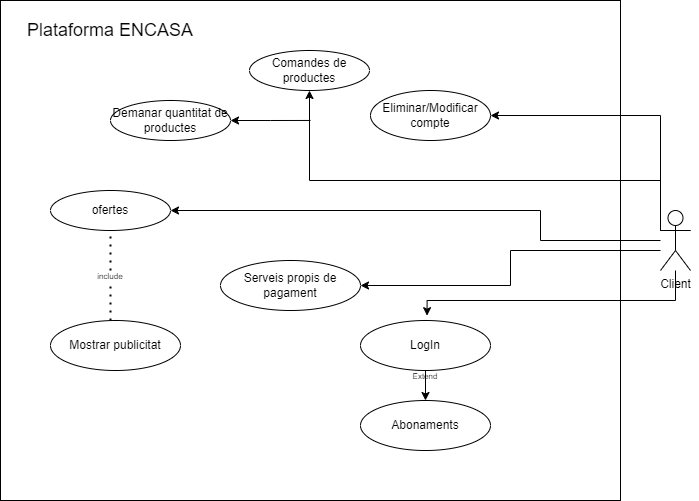 Plataforma ENCASA
Comandes de
productes
Eliminar/Modificar
compte
Demanar quantitat de
productes
ofertes
include
Serveis propis de
pagament
Client
Mostrar publicitat
LogIn
Extend
Abonaments